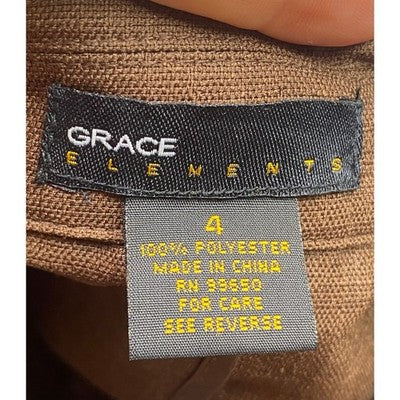 GRACE
ELEMENTS
4
100% POLYESTER
MADE IN CHINA
RN 99650
FOR CARE
SEE REVERSE